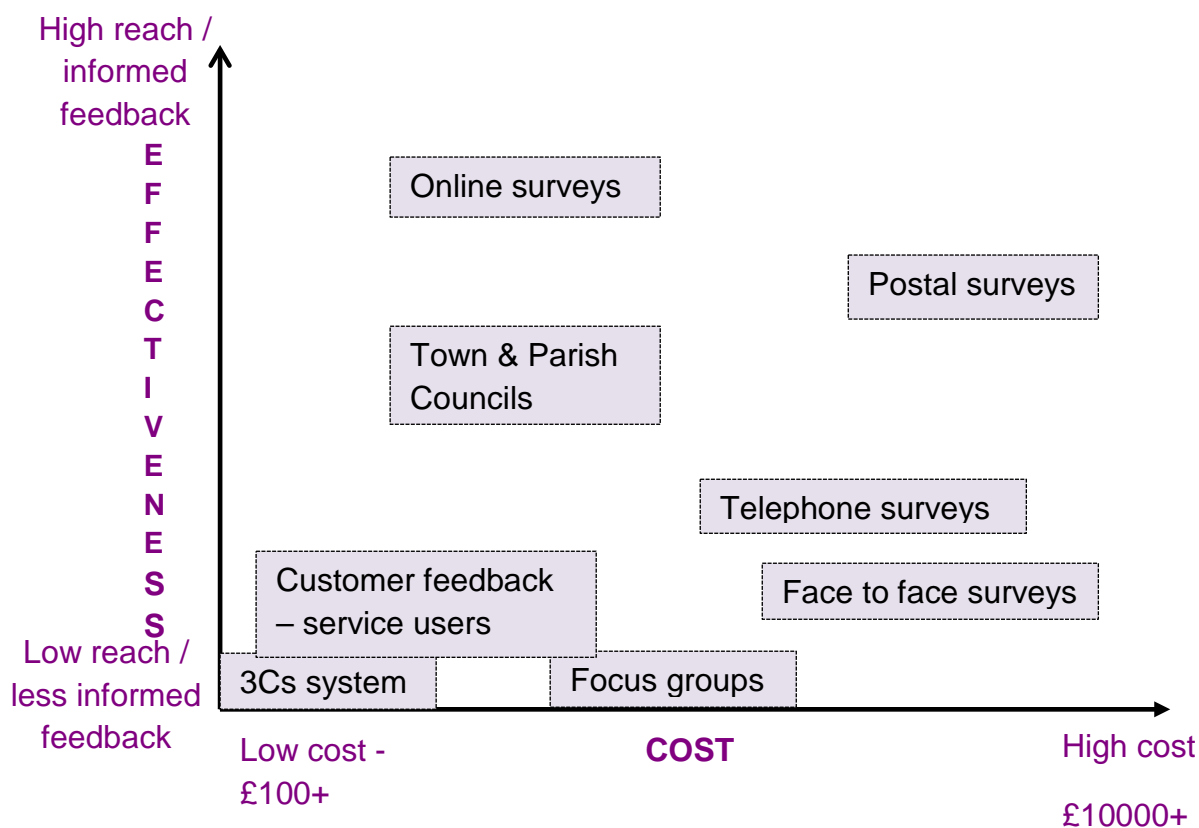 High reach /
informed
feedback
E
F
F
E
C
T
I
V
E
N
E
S
S
Low reach /
less informed
feedback
Online surveys
Postal surveys
Town & Parish
Councils
Telephone surveys
Customer feedback
– service users
Face to face surveys
3Cs system
Focus groups
Low cost -
£100+
COST
High cost
£10000+